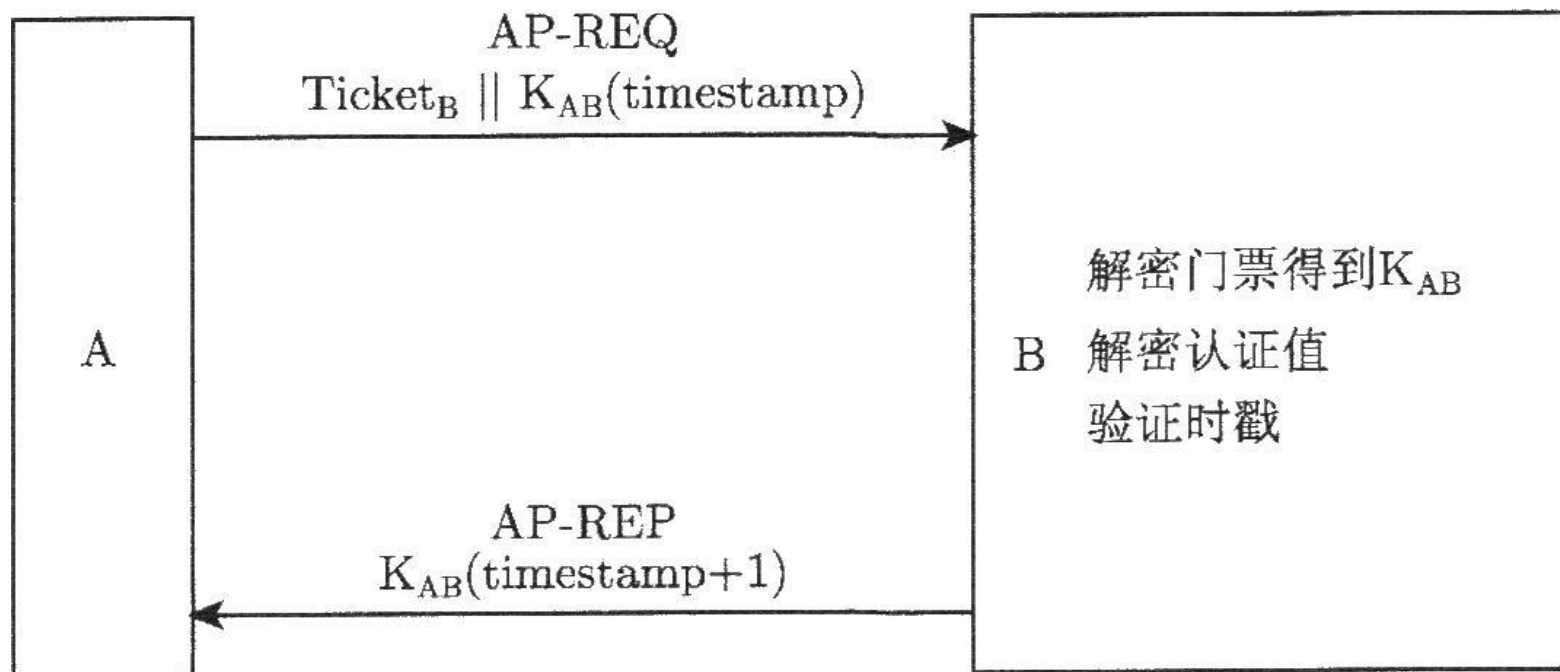 AP-REQ
Ticket_B || K_AB(timestamp)
A
B
解密门票得到K_AB
解密认证值
验证时戳
AP-REP
K_AB(timestamp+1)